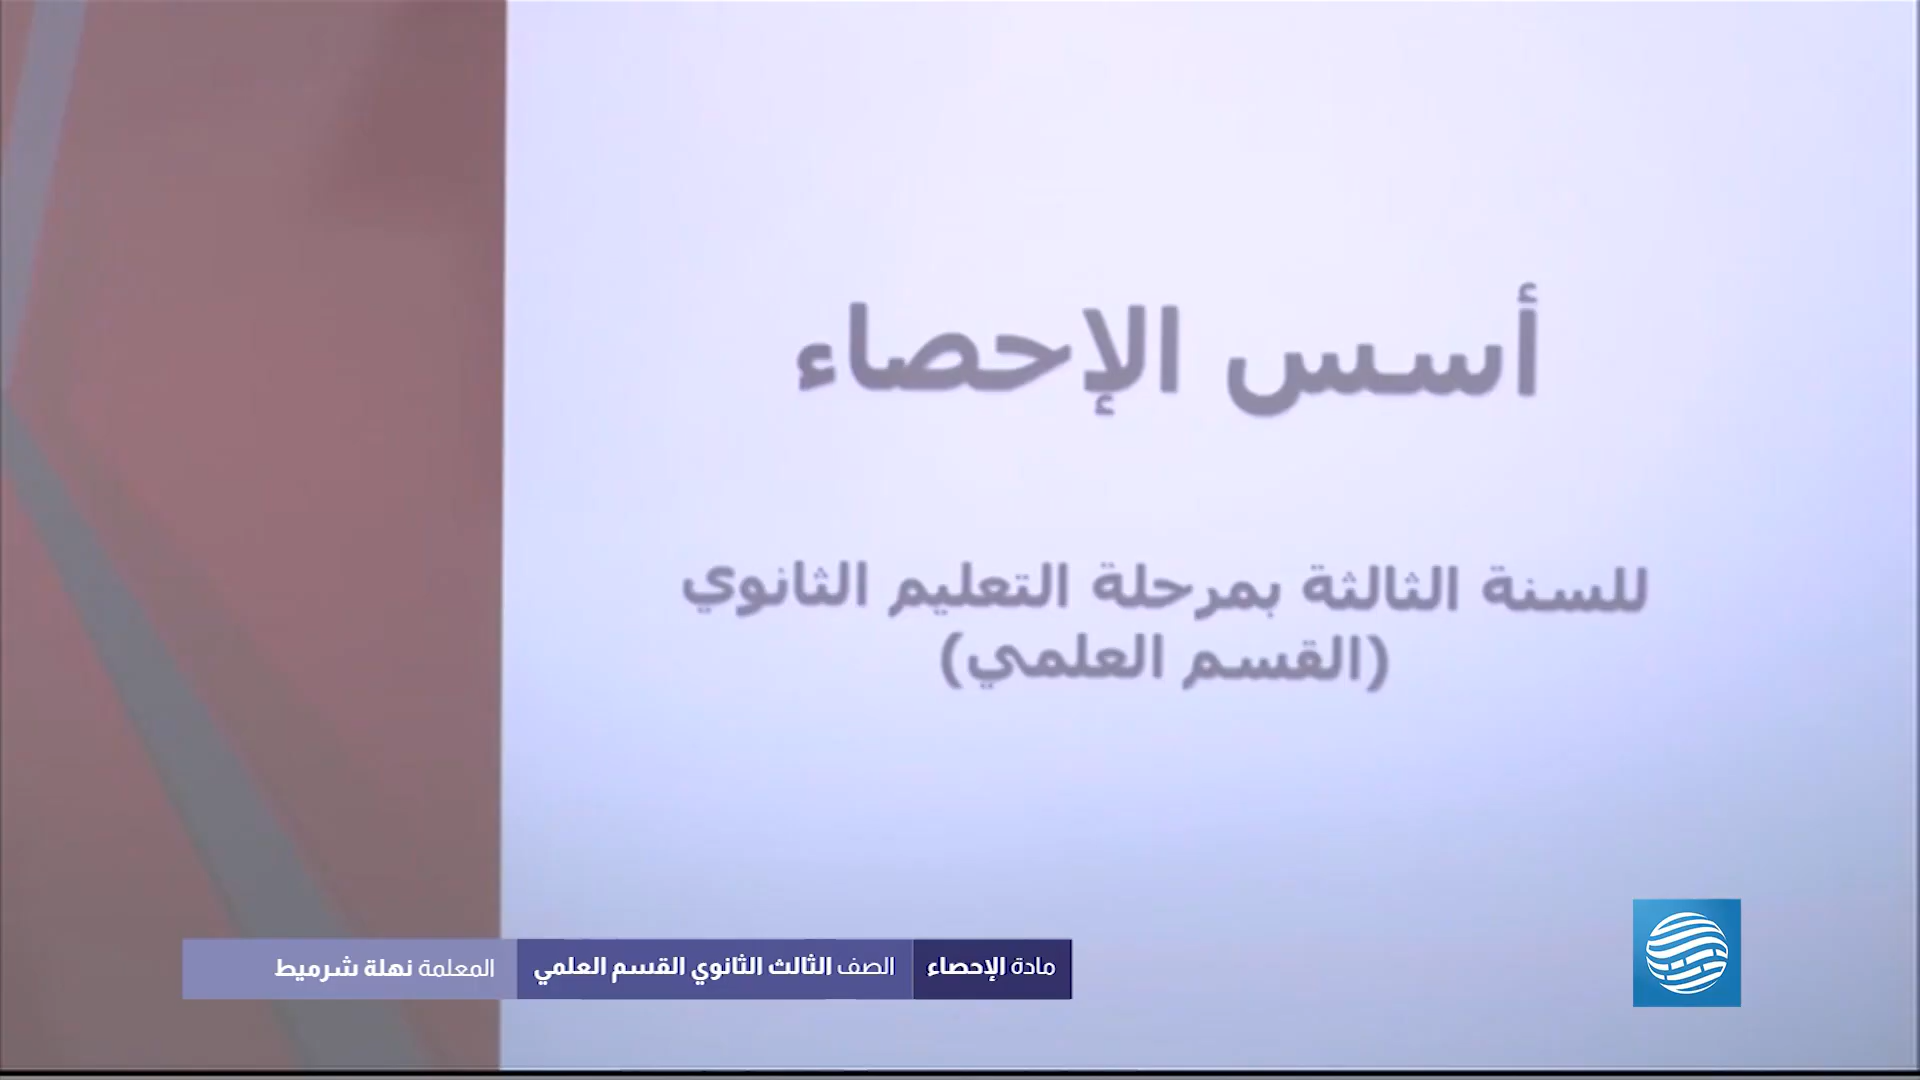 أسس الإحصاء
للسنة الثالثة بمرحلة التعليم الثانوي
(القسم العلمي)
مادة الإحصاء الصف الثالث الثانوي القسم العلمي المعلمة نهلة شرميط